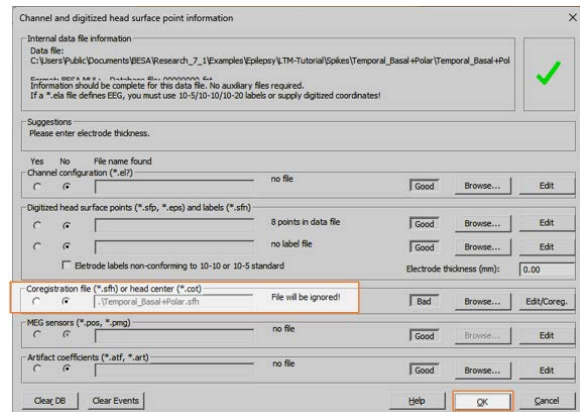 Channel and digitized head surface point information
Internal data file information
Data file:
C:\Users\Public\Documents\BESA\Research_7_1\Examples\Epilepsy\LTM-Tutorial\Spikes\Temporal_Basal+Polar\Temporal_Basal+Pol
Information should be complete for this data file. No auxiliary files required.
If a *.ela file defines EEG, you must use 10-5/10-10/10-20 labels or supply digitized coordinates!
Suggestions
Please enter electrode thickness.
Yes No File name found
Channel configuration (*.el?)
no file Good Browse... Edit
Digitized head surface points (*.sfp, *.eps) and labels (*.sfn)
8 points in data file Good Browse... Edit
no label file Good Browse... Edit
Eletrode labels non-conforming to 10-10 or 10-5 standard Electrode thickness (mm): 0.00
Coregistration file (*.sfh) or head center (*.cot)
.\Temporal_Basal+Polar.sfh File will be ignored! Bad Browse... Edit/Coreg.
MEG sensors (*.pos, *.pmg)
no file Good Browse... Edit
Artifact coefficients (*.atf, *.art)
no file Good Browse... Edit
Clear DB Clear Events Help OK Cancel